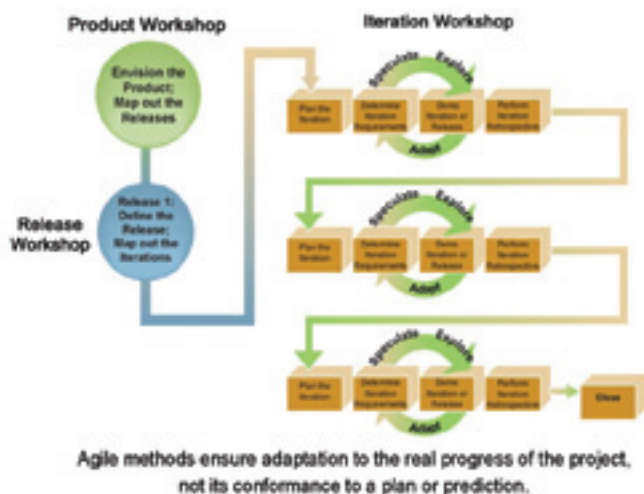 Product Workshop
Iteration Workshop
Envision the
Product;
Map out the
Releases
Release
Workshop
Release 1:
Define the
Release;
Map out the
Iterations
Speculate
Explore
Plan the
Iteration
Determine
Iteration
Requirements
Demo
Iteration or
Release
Perform
Iteration
Retrospective
Adapt
Speculate
Explore
Plan the
Iteration
Determine
Iteration
Requirements
Demo
Iteration or
Release
Perform
Iteration
Retrospective
Adapt
Speculate
Explore
Plan the
Iteration
Determine
Iteration
Requirements
Demo
Iteration or
Release
Perform
Iteration
Retrospective
Close
Adapt
Agile methods ensure adaptation to the real progress of the project,
not its conformance to a plan or prediction.